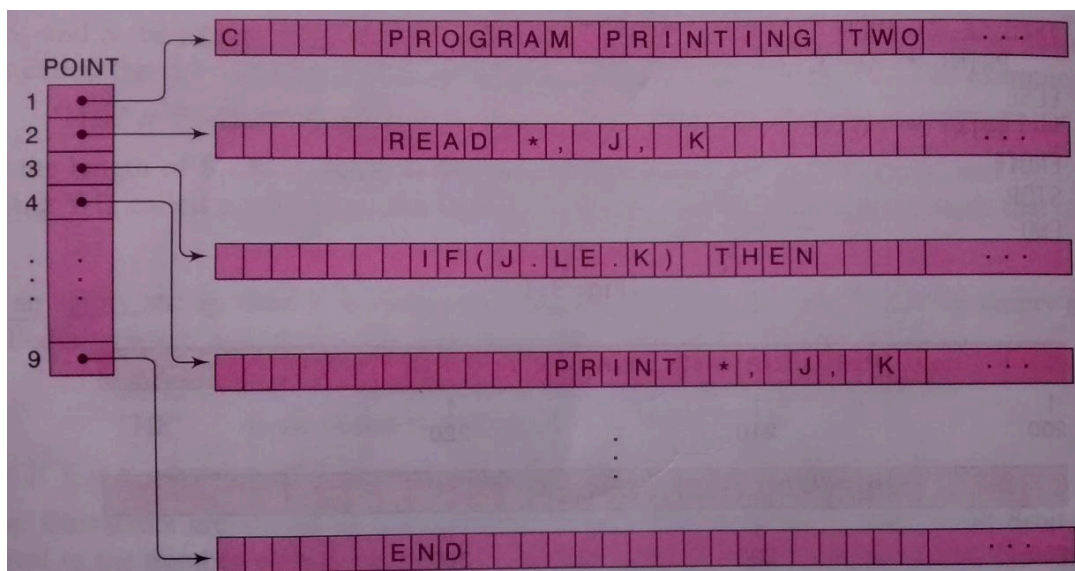 C PROGRAM PRINTING TWO ...
POINT
1
2 READ *, J, K ...
3
4
IF(J.LE.K) THEN ...
9 PRINT *, J, K ...
END ...